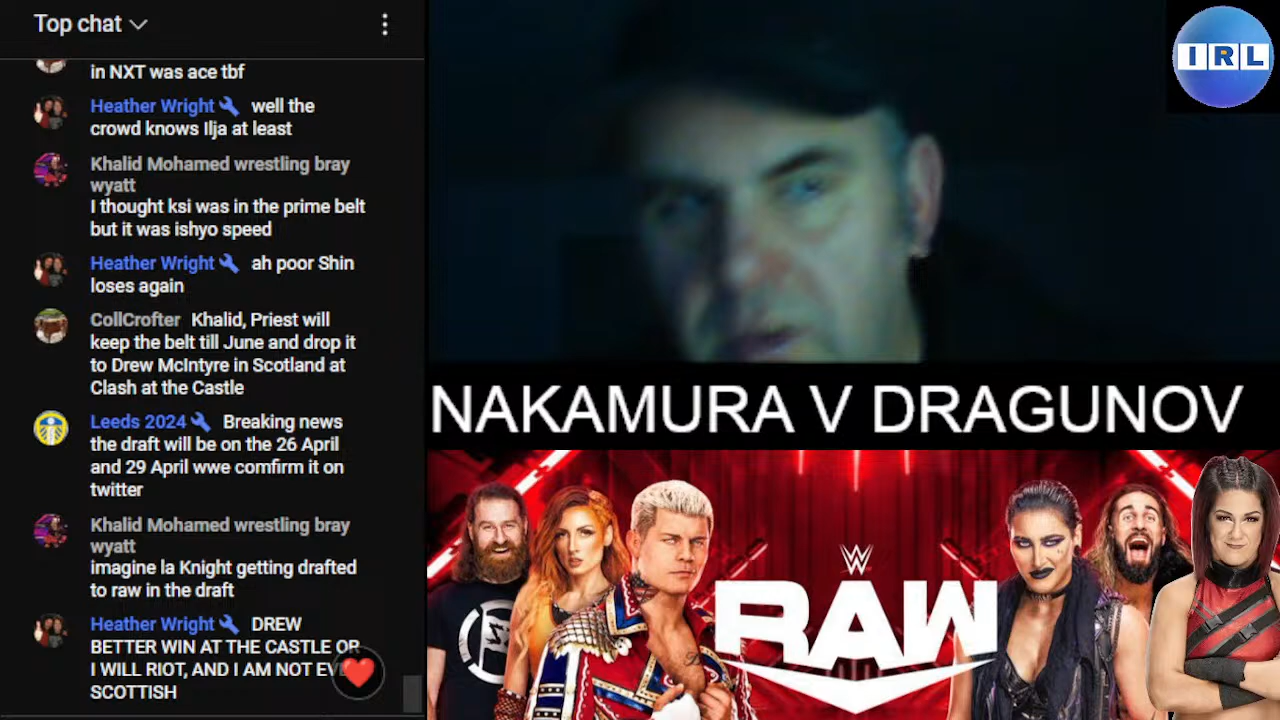 Top chat
in NXT was ace tbf
Heather Wright well the
crowd knows Ilja at least
Khalid Mohamed wrestling bray
wyatt
I thought ksi was in the prime belt
but it was ishyo speed
Heather Wright ah poor Shin
loses again
CollCrofter Khalid, Priest will
keep the belt till June and drop it
to Drew McIntyre in Scotland at
Clash at the Castle
Leeds 2024 Breaking news
the draft will be on the 26 April
and 29 April wwe comfirm it on
twitter
Khalid Mohamed wrestling bray
wyatt
imagine la Knight getting drafted
to raw in the draft
Heather Wright DREW
BETTER WIN AT THE CASTLE OR
I WILL RIOT, AND I AM NOT
SCOTTISH
IRL
NAKAMURA V DRAGUNOV
W
RAW